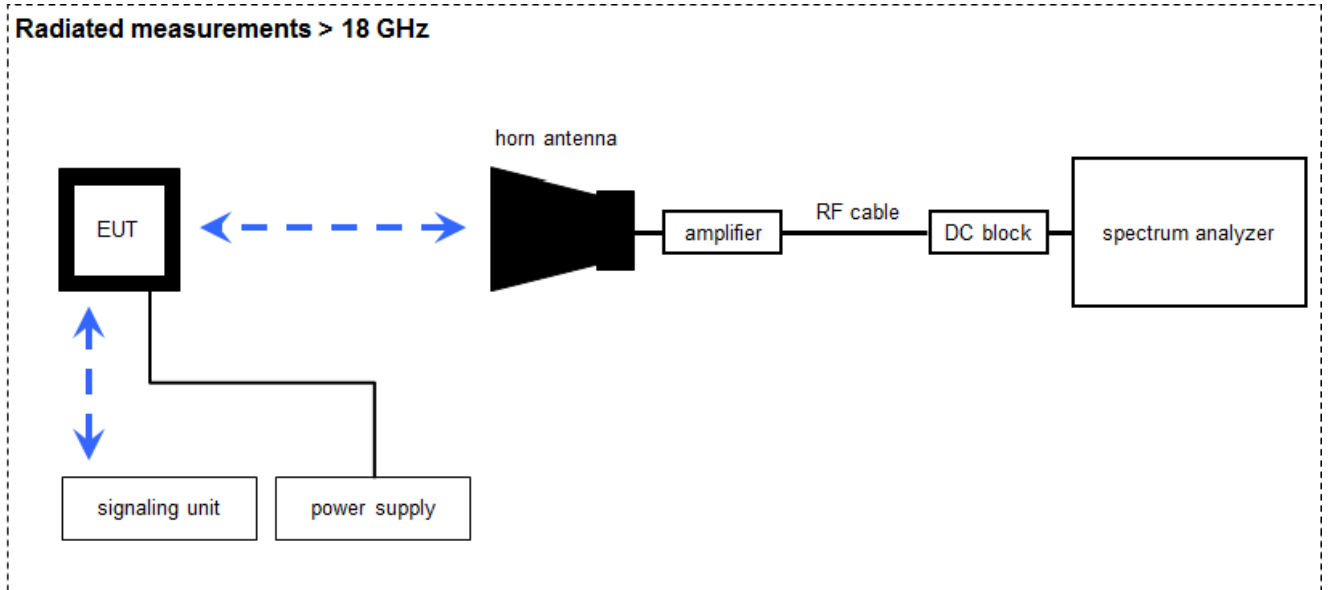 Radiated measurements > 18 GHz
horn antenna
EUT
amplifier
RF cable
DC block
spectrum analyzer
signaling unit
power supply